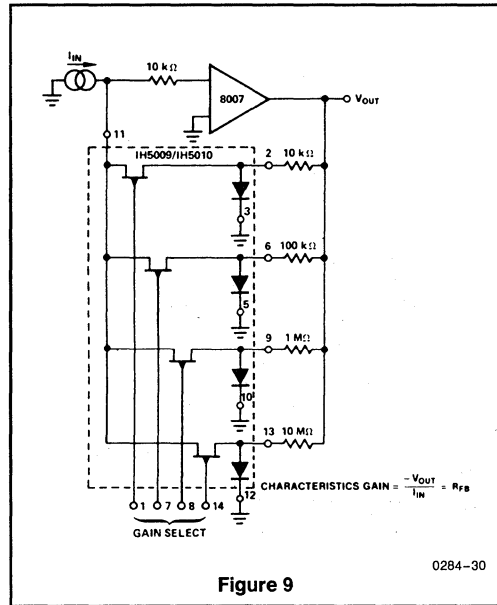 I_IN
10 kΩ
8007
V_OUT
11
IH5009/IH5010
2 10 kΩ
3
6 100 kΩ
5
9 1 MΩ
10
13 10 MΩ
12
CHARACTERISTICS GAIN = -V_OUT / I_IN = R_FB
1 7 8 14
GAIN SELECT
0284-30
Figure 9